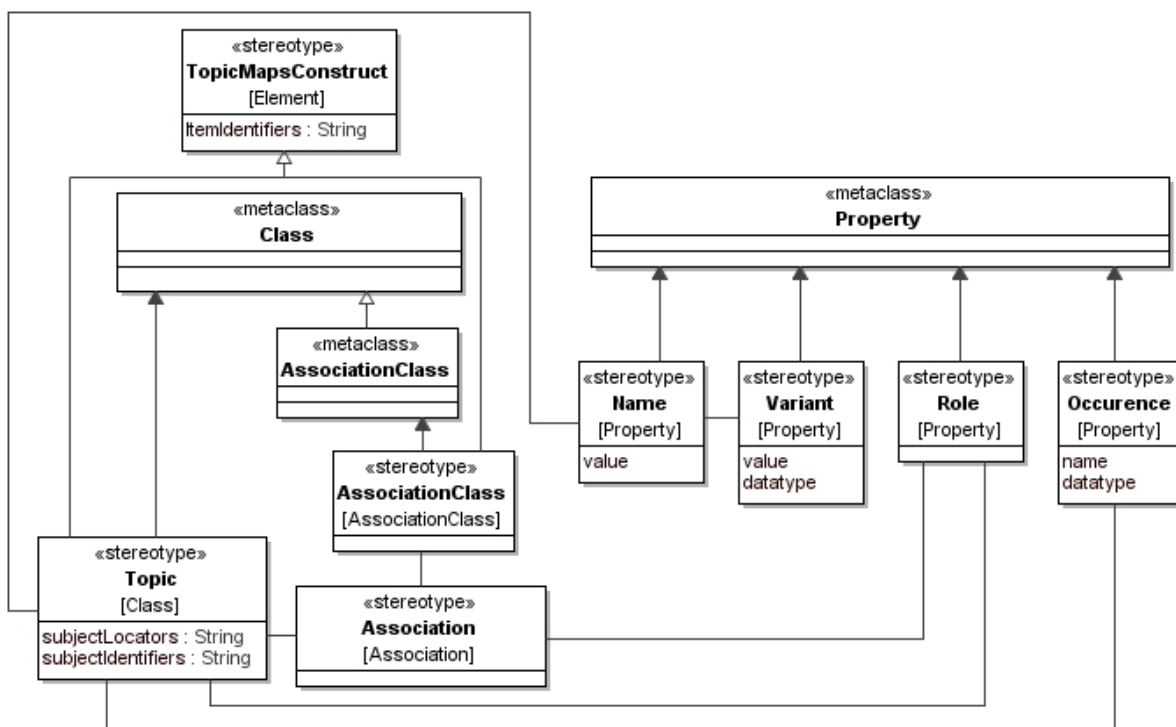 «stereotype»
TopicMapsConstruct
[Element]
ItemIdentifiers : String
«metaclass»
Class
«metaclass»
Property
«metaclass»
AssociationClass
«stereotype»
Name
[Property]
value
«stereotype»
Variant
[Property]
value
datatype
«stereotype»
Role
[Property]
«stereotype»
Occurence
[Property]
name
datatype
«stereotype»
AssociationClass
[AssociationClass]
«stereotype»
Topic
[Class]
subjectLocators : String
subjectIdentifiers : String
«stereotype»
Association
[Association]